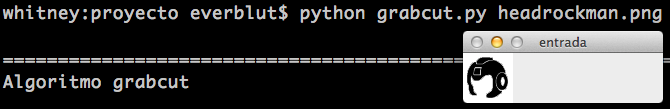 whitney:proyecto everblut$ python grabcut.py headrockman.png
entrada
================================================================
Algoritmo grabcut